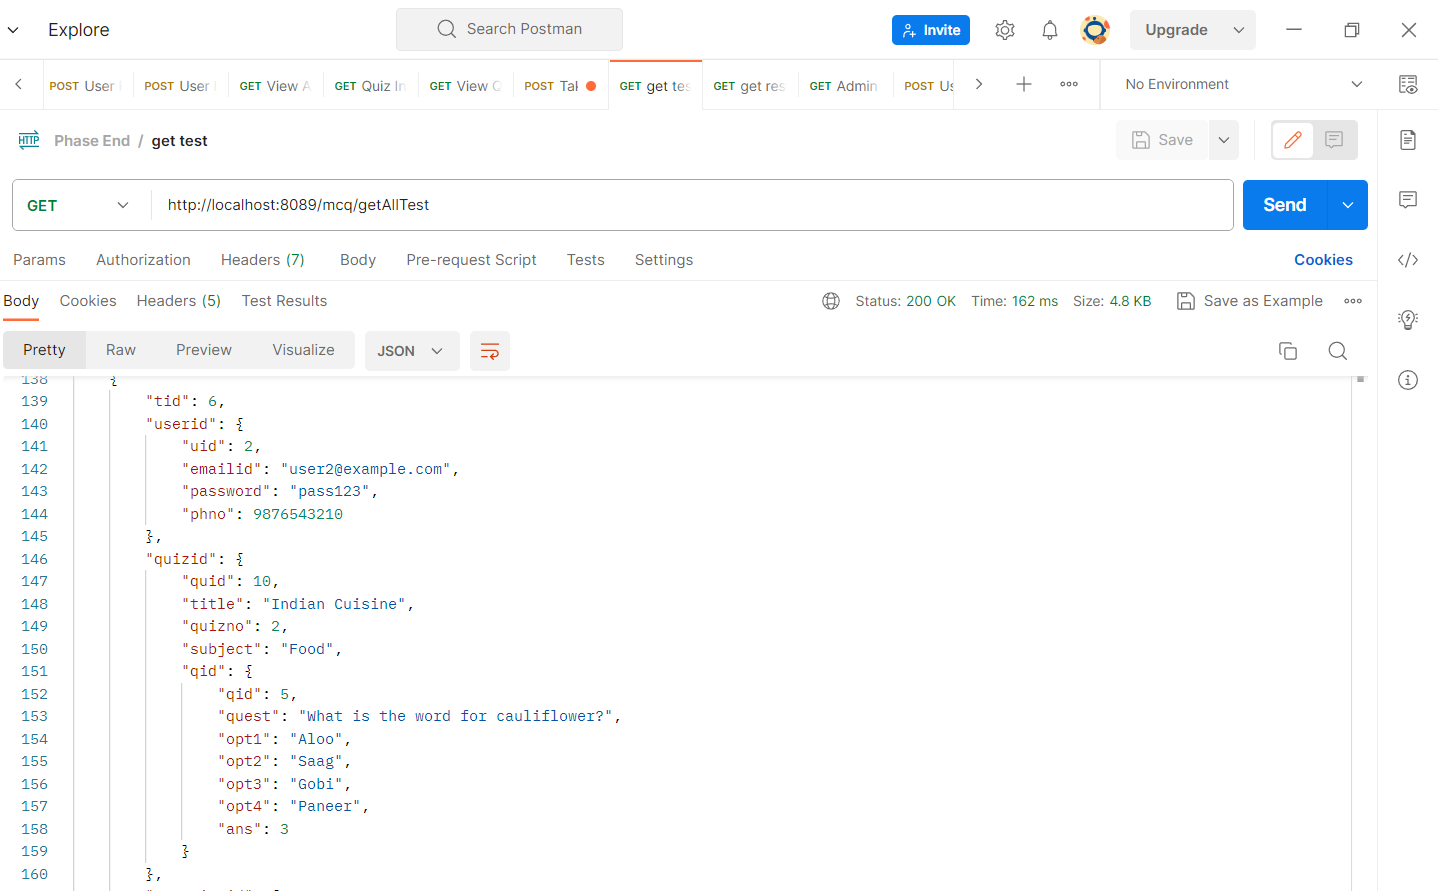 Explore
Search Postman
Invite
Upgrade
POST User
POST User
GET View A
GET Quiz In
GET View
POST Tak
GET get tes
GET get res
GET Admin
POST Us
No Environment
HTTP
Phase End / get test
Save
GET
http://localhost:8089/mcq/getAllTest
Send
Params Authorization Headers (7) Body Pre-request Script Tests Settings Cookies
Body Cookies Headers (5) Test Results Status: 200 OK Time: 162 ms Size: 4.8 KB Save as Example
Pretty Raw Preview Visualize JSON
138 {
139 "tid": 6,
140 "userid": {
141 "uid": 2,
142 "emailid": "user2@example.com",
143 "password": "pass123",
144 "phno": 9876543210
145 },
146 "quizid": {
147 "quid": 10,
148 "title": "Indian Cuisine",
149 "quizno": 2,
150 "subject": "Food",
151 "qid": {
152 "qid": 5,
153 "quest": "What is the word for cauliflower?",
154 "opt1": "Aloo",
155 "opt2": "Saag",
156 "opt3": "Gobi",
157 "opt4": "Paneer",
158 "ans": 3
159 }
160 },